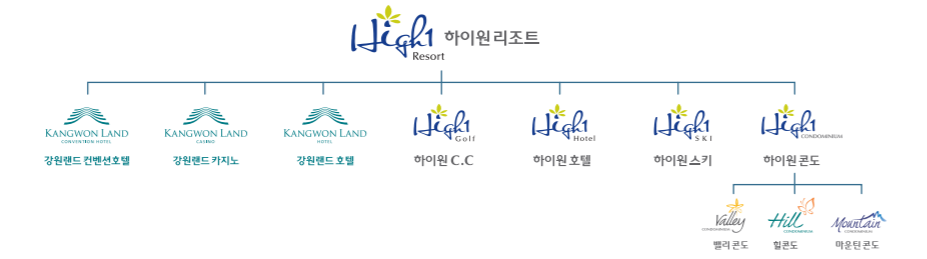 High1
Resort
하이원리조트
KANGWON LAND
CONVENTION HOTEL
강원랜드 컨벤션호텔
KANGWON LAND
CASINO
강원랜드 카지노
KANGWON LAND
HOTEL
강원랜드 호텔
High1
Golf
하이원 C.C
High1
Hotel
하이원 호텔
High1
SKI
하이원 스키
High1
CONDOMINIUM
하이원 콘도
Valley
CONDOMINIUM
밸리 콘도
Hill
CONDOMINIUM
힐콘도
Mountain
CONDOMINIUM
마운틴 콘도